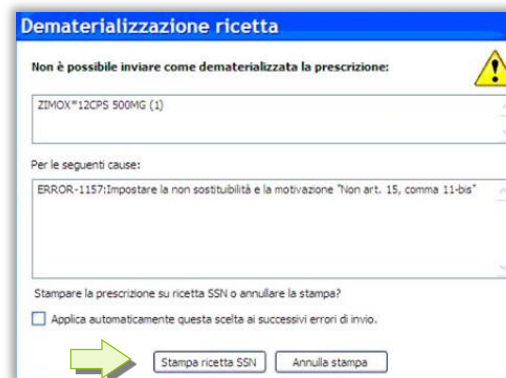 Dematerializzazione ricetta
Non è possibile inviare come dematerializzata la prescrizione:
ZIMOX*12CPS 500MG (1)
Per le seguenti cause:
ERROR-1157:Impostare la non sostituibilità e la motivazione "Non art. 15, comma 11-bis"
Stampare la prescrizione su ricetta SSN o annullare la stampa?
Applica automaticamente questa scelta ai successivi errori di invio.
Stampa ricetta SSN
Annulla stampa